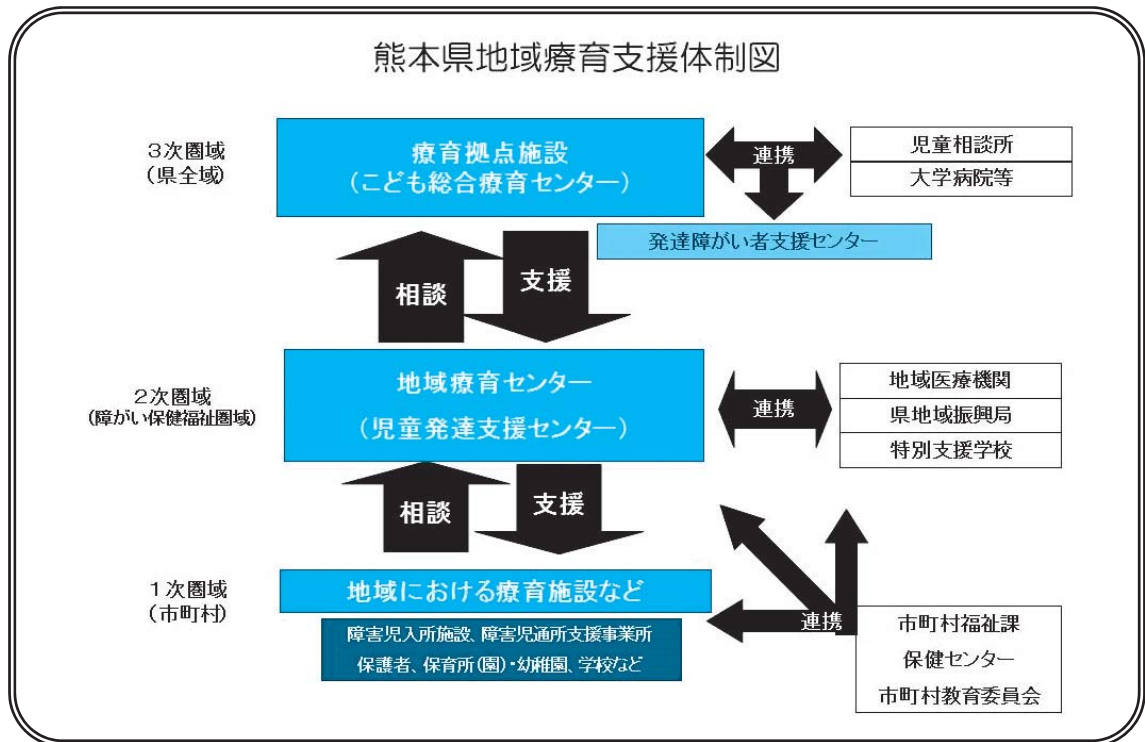 熊本県地域療育支援体制図
3次圏域
(県全域)
療育拠点施設
(こども総合療育センター)
連携
児童相談所
大学病院等
発達障がい者支援センター
相談
支援
2次圏域
(障がい保健福祉圏域)
地域療育センター
(児童発達支援センター)
連携
地域医療機関
県地域振興局
特別支援学校
相談
支援
1次圏域
(市町村)
地域における療育施設など
障害児入所施設、障害児通所支援事業所
保護者、保育所(園)・幼稚園、学校など
連携
市町村福祉課
保健センター
市町村教育委員会